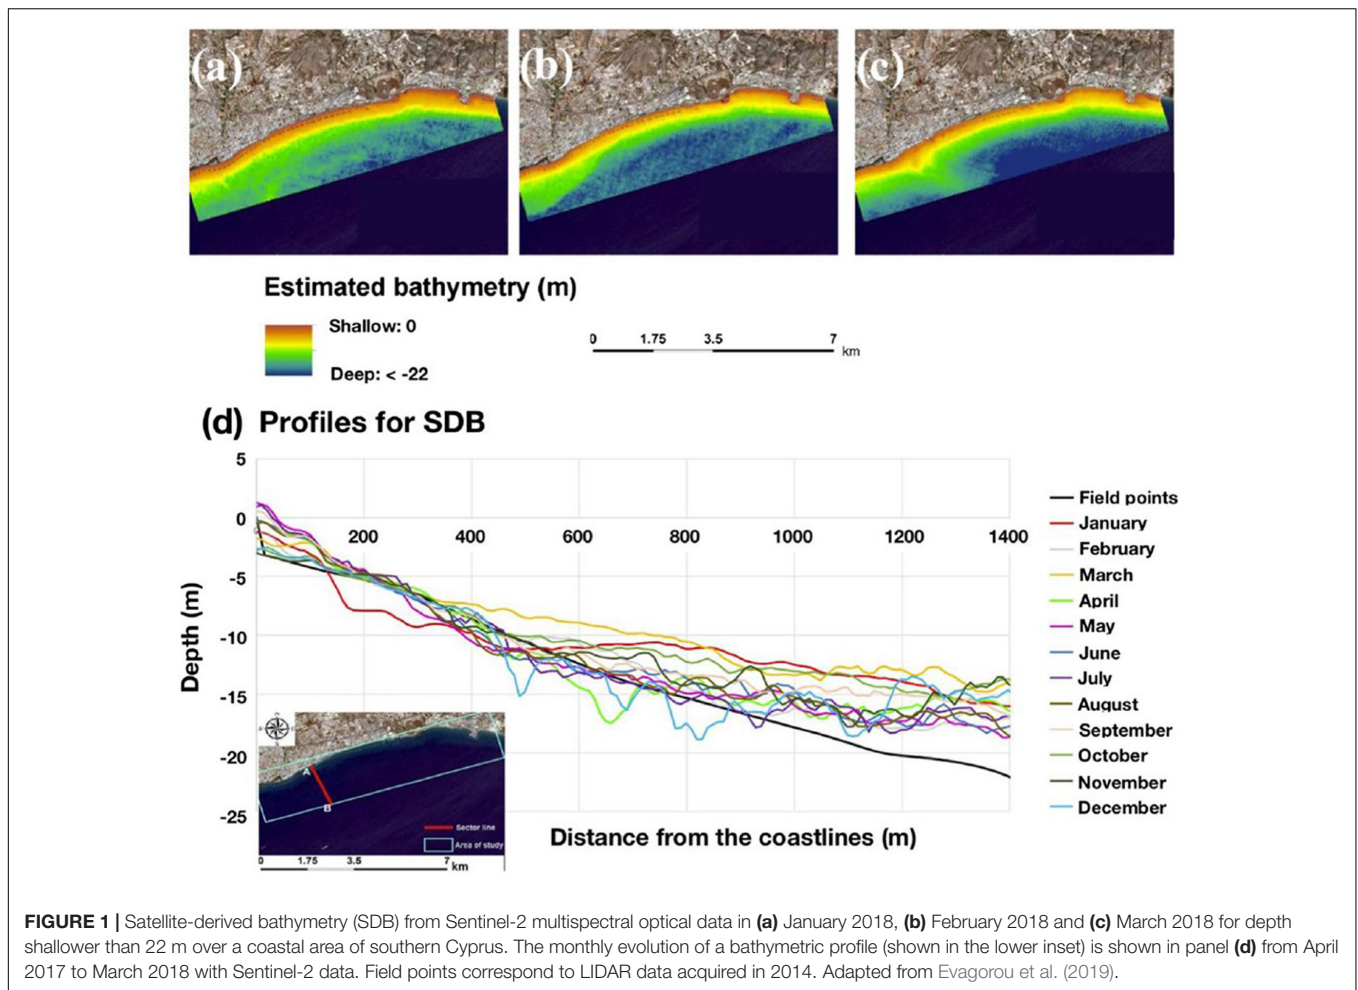 (a)
(b)
(c)
Estimated bathymetry (m)
Shallow: 0
Deep: < -22
0 1.75 3.5 7
km
(d) Profiles for SDB
5
0
-5
-10
-15
-20
-25
200 400 600 800 1000 1200 1400
Depth (m)
Distance from the coastlines (m)
Field points
January
February
March
April
May
June
July
August
September
October
November
December
A
B
Sector line
Area of study
0 1.75 3.5 7
km
FIGURE 1 | Satellite-derived bathymetry (SDB) from Sentinel-2 multispectral optical data in (a) January 2018, (b) February 2018 and (c) March 2018 for depth
shallower than 22 m over a coastal area of southern Cyprus. The monthly evolution of a bathymetric profile (shown in the lower inset) is shown in panel (d) from April
2017 to March 2018 with Sentinel-2 data. Field points correspond to LIDAR data acquired in 2014. Adapted from Evagorou et al. (2019).